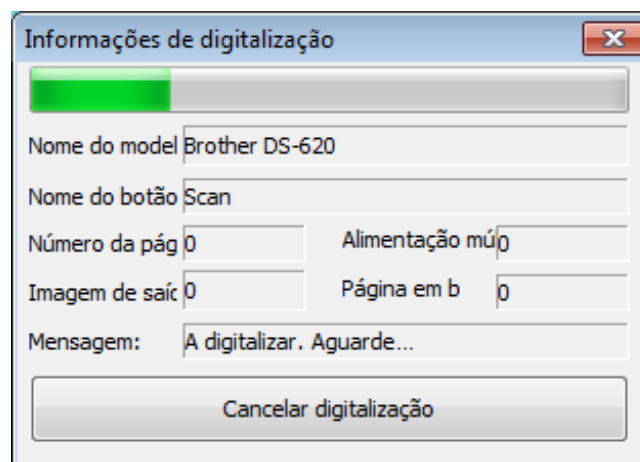 Informações de digitalização
Nome do model Brother DS-620
Nome do botão Scan
Número da pág 0 Alimentação mú 0
Imagem de saíc 0 Página em b 0
Mensagem: A digitalizar. Aguarde...
Cancelar digitalização